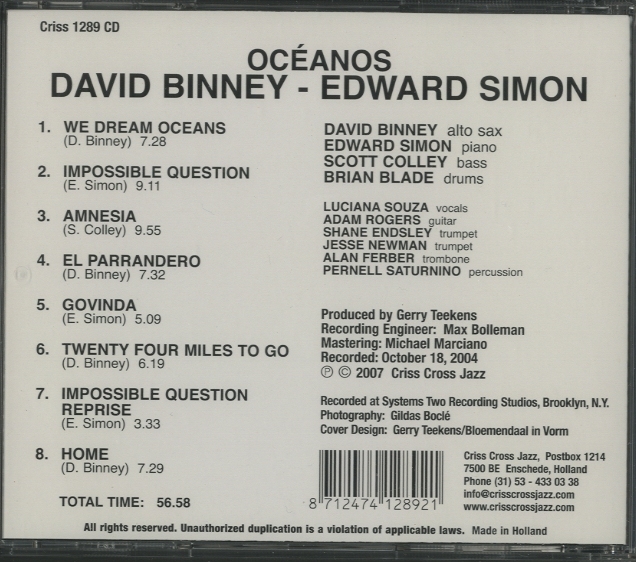 Criss 1289 CD
OCÉANOS
DAVID BINNEY - EDWARD SIMON
1. WE DREAM OCEANS
(D. Binney) 7.28
2. IMPOSSIBLE QUESTION
(E. Simon) 9.11
3. AMNESIA
(S. Colley) 9.55
4. EL PARRANDERO
(D. Binney) 7.32
5. GOVINDA
(E. Simon) 5.09
6. TWENTY FOUR MILES TO GO
(D. Binney) 6.19
7. IMPOSSIBLE QUESTION
REPRISE
(E. Simon) 3.33
8. HOME
(D. Binney) 7.29
TOTAL TIME: 56.58
DAVID BINNEY alto sax
EDWARD SIMON piano
SCOTT COLLEY bass
BRIAN BLADE drums
LUCIANA SOUZA vocals
ADAM ROGERS guitar
SHANE ENDSLEY trumpet
JESSE NEWMAN trumpet
ALAN FERBER trombone
PERNELL SATURNINO percussion
Produced by Gerry Teekens
Recording Engineer: Max Bolleman
Mastering: Michael Marciano
Recorded: October 18, 2004
℗ © 2007 Criss Cross Jazz
Recorded at Systems Two Recording Studios, Brooklyn, N.Y.
Photography: Gildas Boclé
Cover Design: Gerry Teekens/Bloemendaal in Vorm
8 712474 128921
Criss Cross Jazz, Postbox 1214
7500 BE Enschede, Holland
Phone (31) 53 - 433 03 38
info@crisscrossjazz.com
www.crisscrossjazz.com
All rights reserved. Unauthorized duplication is a violation of applicable laws. Made in Holland